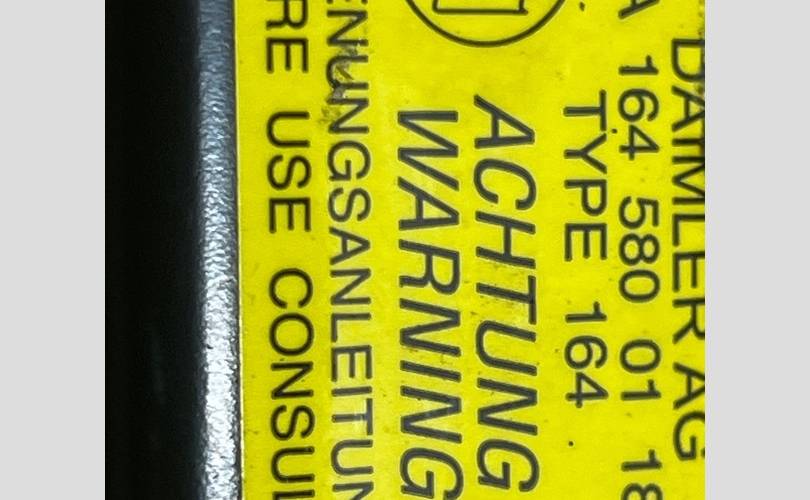 DAIMLER AG
A 164 580 01 18
TYPE 164
ACHTUNG
WARNING
ENUNGSANLEITUN
RE USE CONSUL